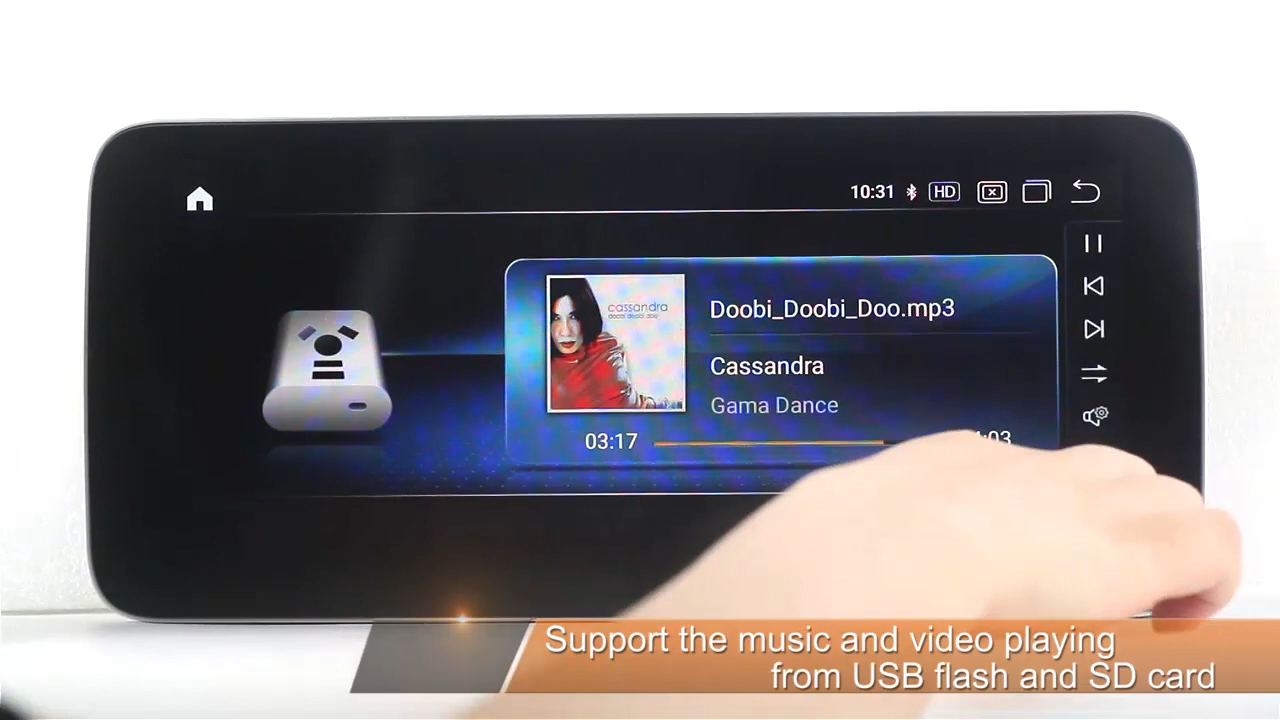 10:31
HD
Doobi_Doobi_Doo.mp3
cassandra
doobi doobi doo
Cassandra
Gama Dance
03:17
:03
Support the music and video playing
from USB flash and SD card